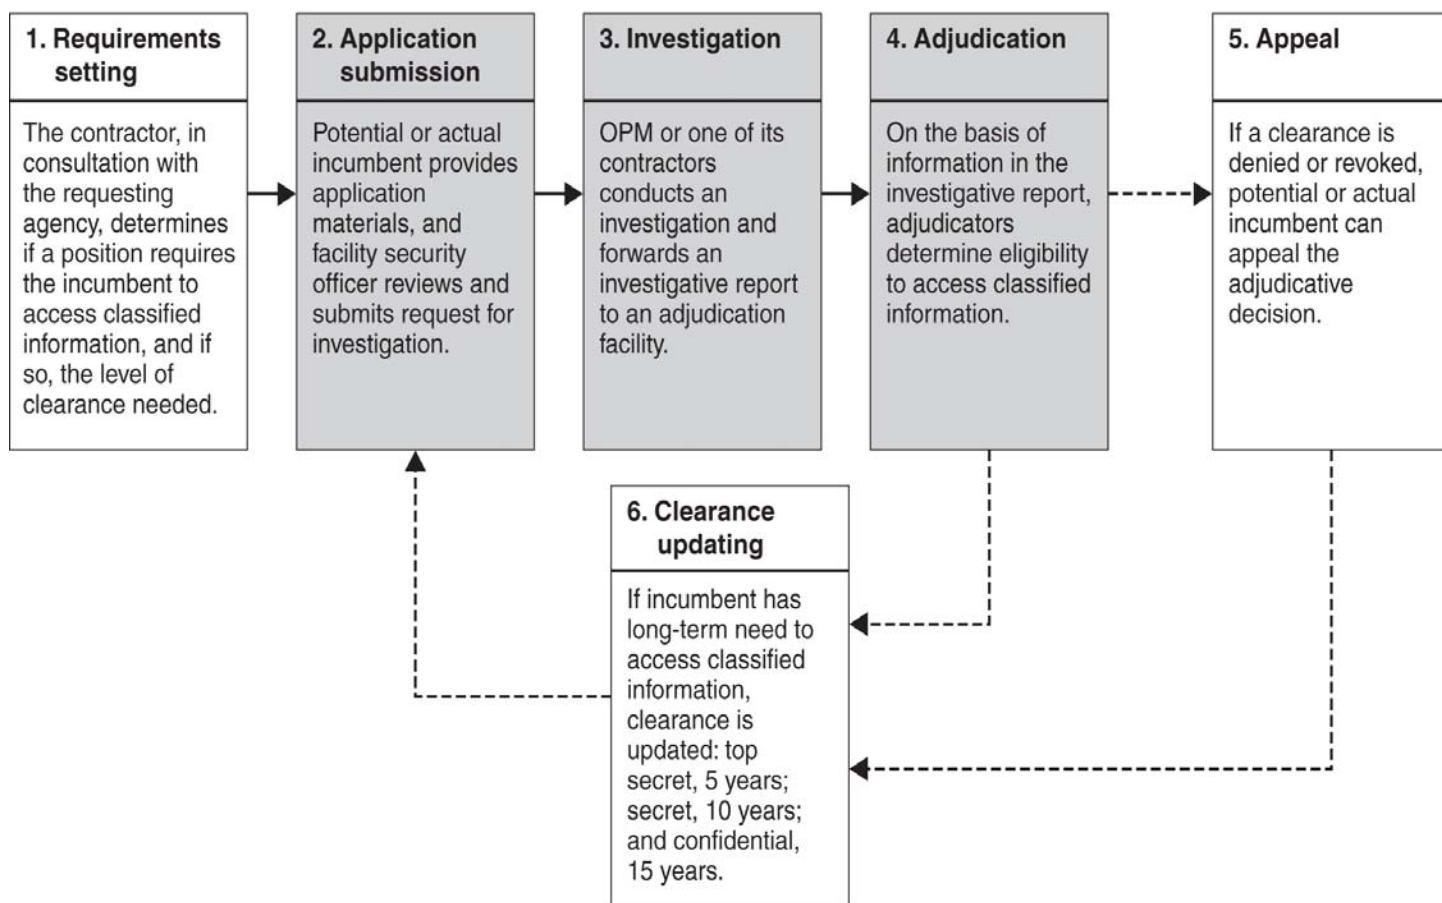 1. Requirements
setting
The contractor, in
consultation with
the requesting
agency, determines
if a position requires
the incumbent to
access classified
information, and if
so, the level of
clearance needed.
2. Application
submission
Potential or actual
incumbent provides
application
materials, and
facility security
officer reviews and
submits request for
investigation.
3. Investigation
OPM or one of its
contractors
conducts an
investigation and
forwards an
investigative report
to an adjudication
facility.
4. Adjudication
On the basis of
information in the
investigative report,
adjudicators
determine eligibility
to access classified
information.
5. Appeal
If a clearance is
denied or revoked,
potential or actual
incumbent can
appeal the
adjudicative
decision.
6. Clearance
updating
If incumbent has
long-term need to
access classified
information,
clearance is
updated: top
secret, 5 years;
secret, 10 years;
and confidential,
15 years.